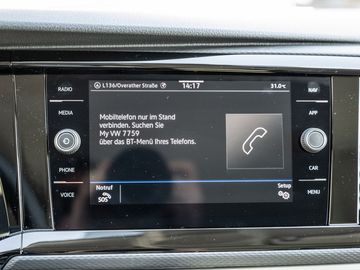 RADIO
L136/Overather Straße
14:17
31.0℃
NAV
MEDIA
APP
Mobiltelefon nur im Stand
verbinden. Suchen Sie
My VW 7759
über das BT-Menü Ihres Telefons.
PHONE
CAR
VOICE
Notruf
SOS
Setup
MENU